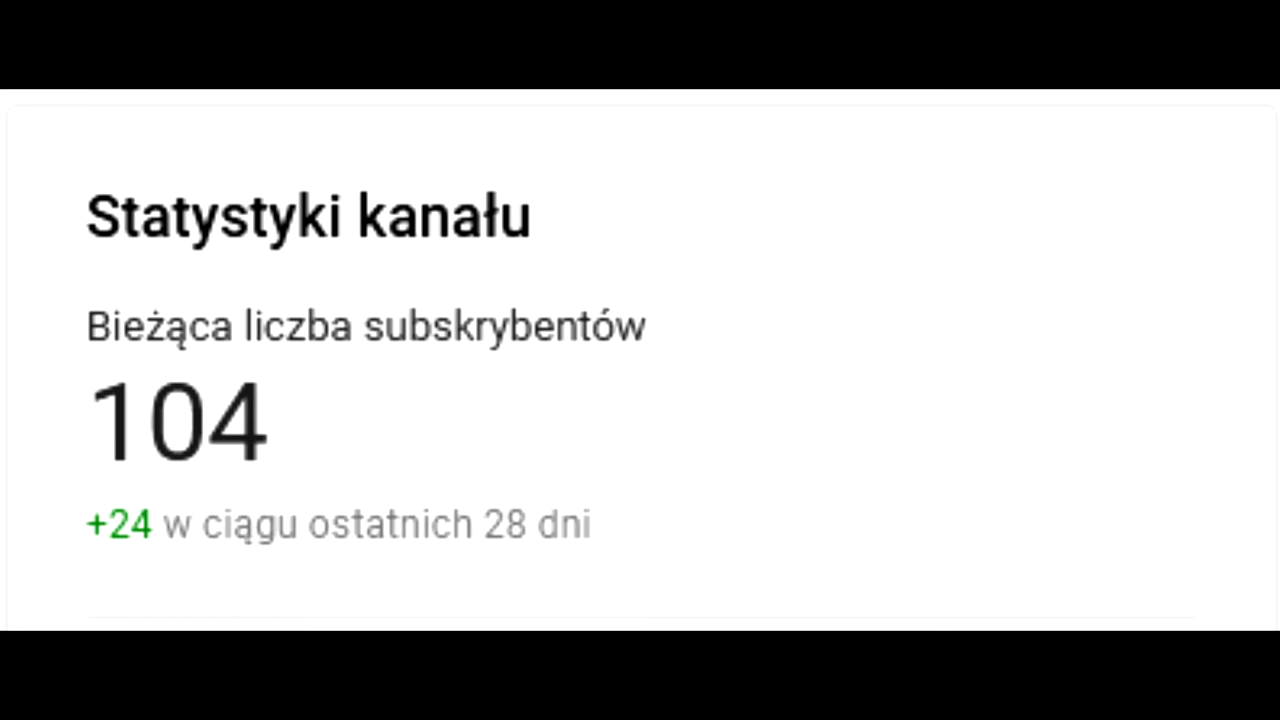 Statystyki kanału
Bieżąca liczba subskrybentów
104
+24 w ciągu ostatnich 28 dni